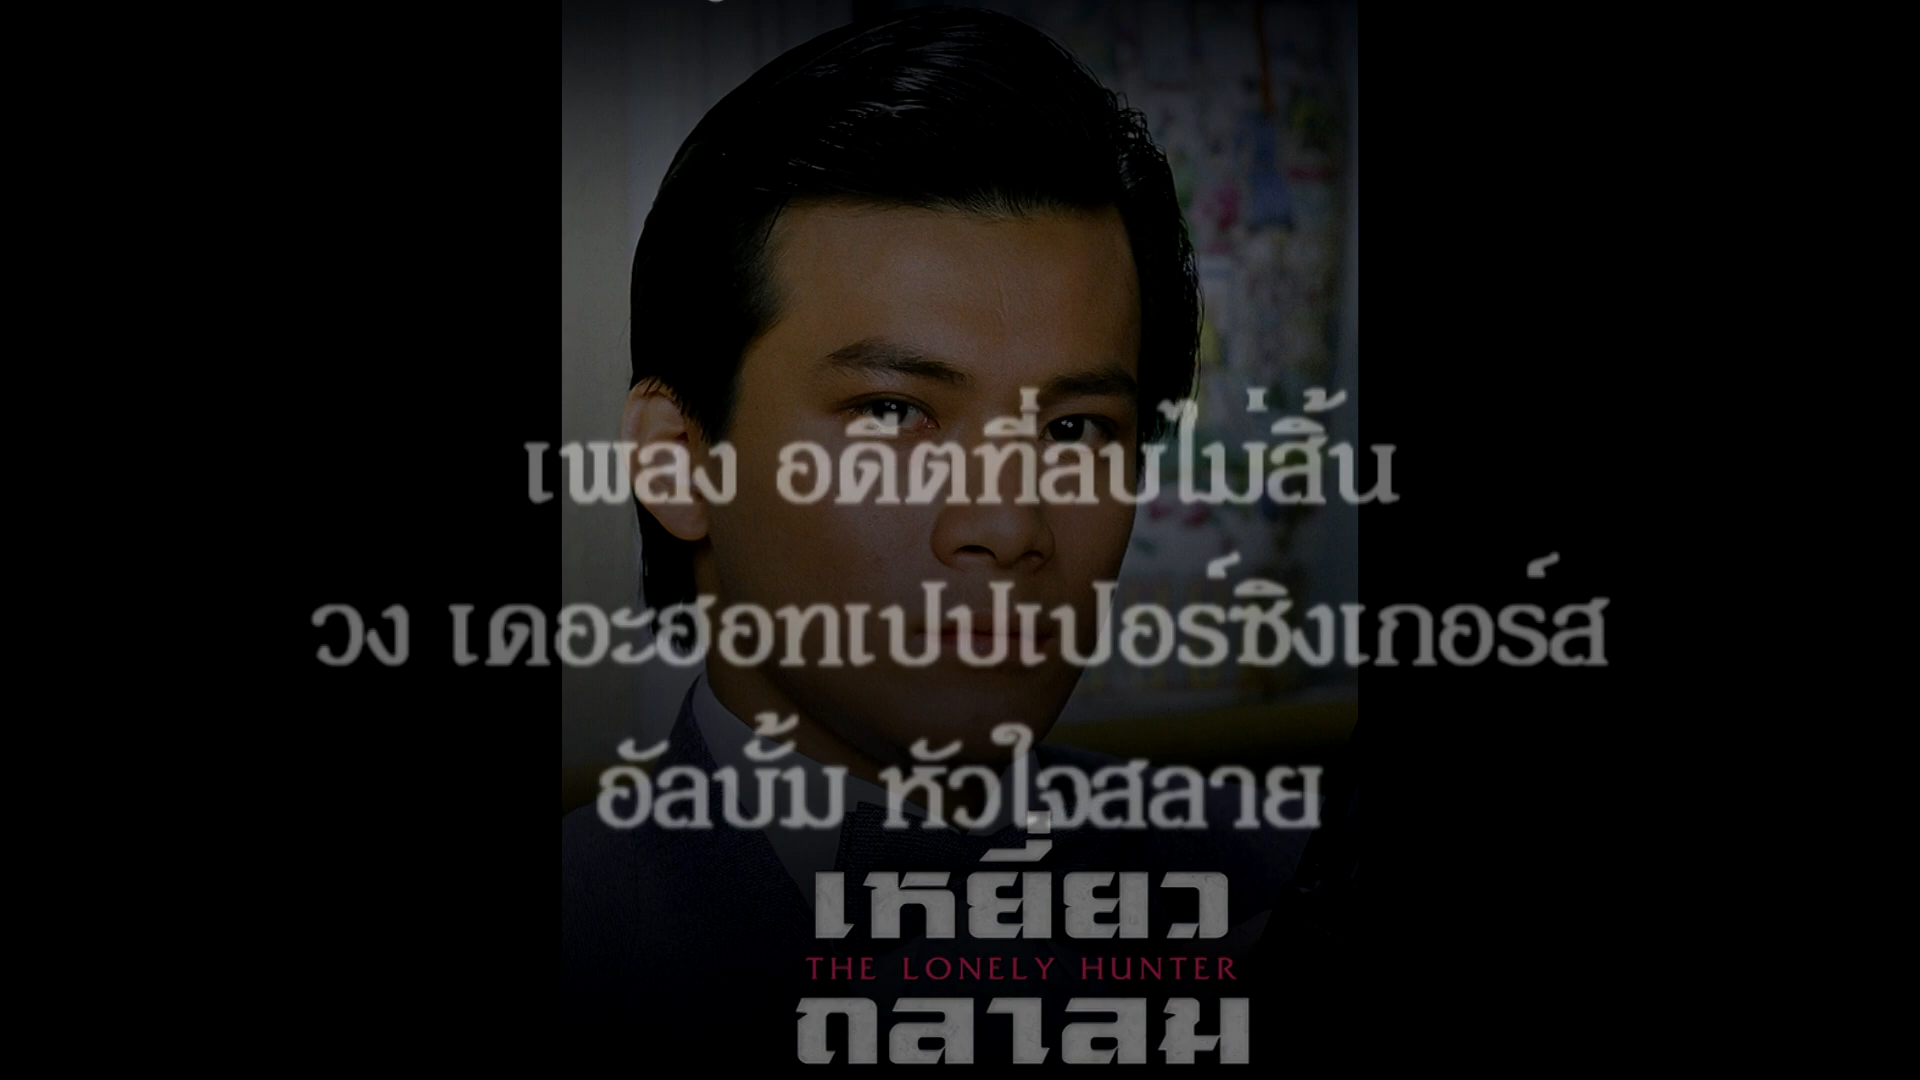 เพลง อดีตที่ลบไม่สิ้น
วง เดอะฮอทเปปเปอร์ซิงเกอร์ส
อัลบั้ม หัวใจสลาย
เหยี่ยว
THE LONELY HUNTER
ถลาลม